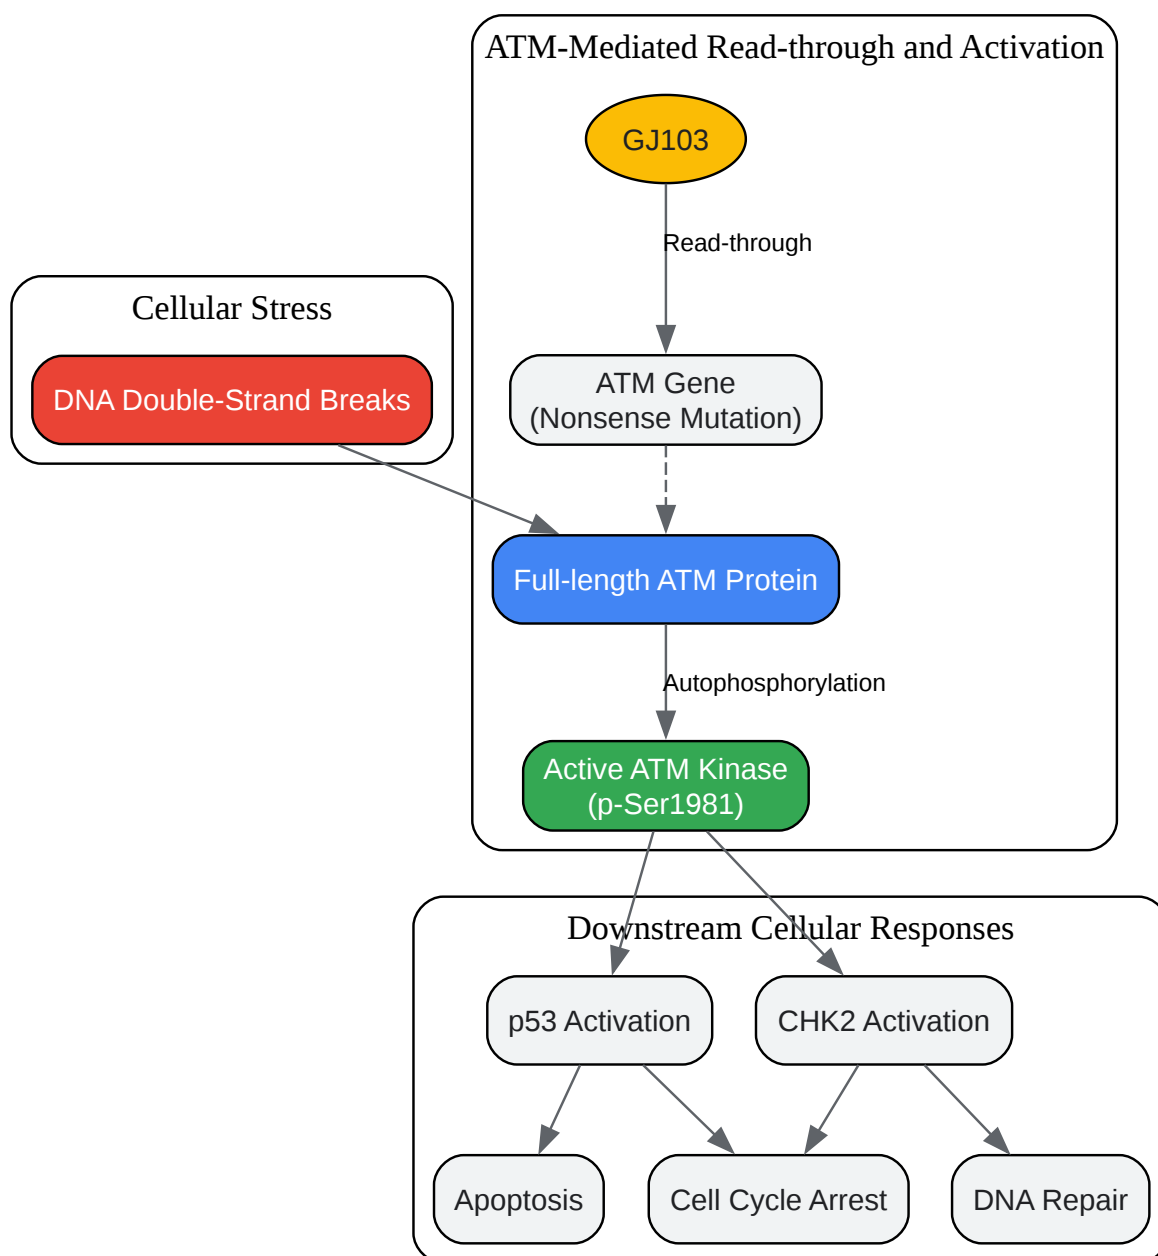 ATM-Mediated Read-through and Activation
GJ103
Read-through
Cellular Stress
DNA Double-Strand Breaks
ATM Gene
(Nonsense Mutation)
Full-length ATM Protein
Autophosphorylation
Active ATM Kinase
(p-Ser1981)
Downstream Cellular Responses
p53 Activation
CHK2 Activation
Apoptosis
Cell Cycle Arrest
DNA Repair